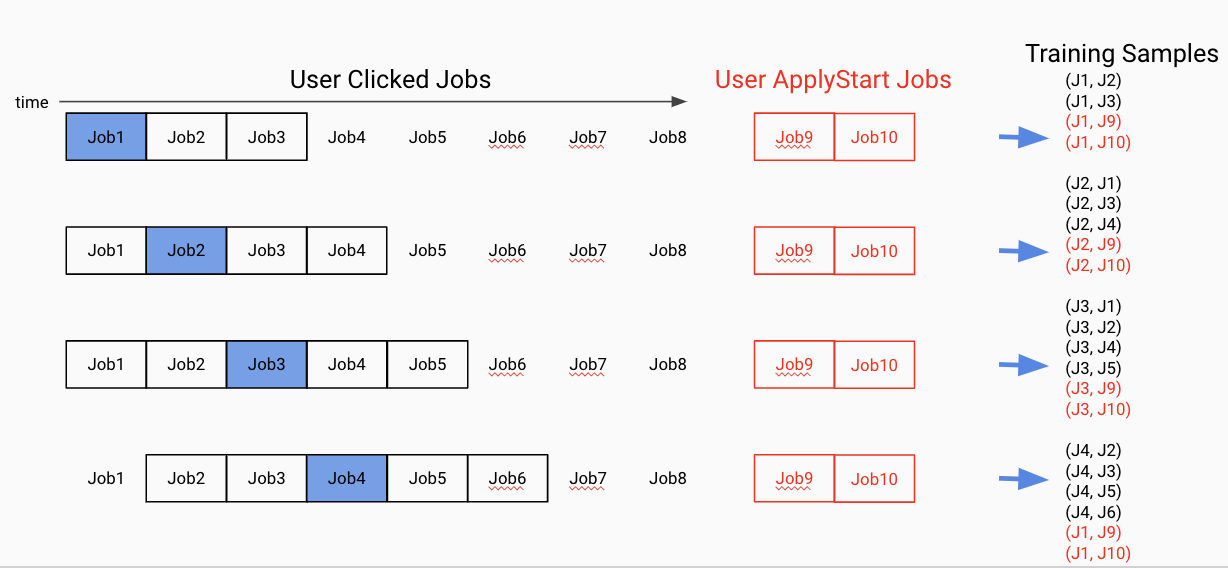 User Clicked Jobs
User ApplyStart Jobs
Training Samples
time
Job1 Job2 Job3 Job4 Job5 Job6 Job7 Job8 Job9 Job10
(J1, J2)
(J1, J3)
(J1, J9)
(J1, J10)
Job1 Job2 Job3 Job4 Job5 Job6 Job7 Job8 Job9 Job10
(J2, J1)
(J2, J3)
(J2, J4)
(J2, J9)
(J2, J10)
Job1 Job2 Job3 Job4 Job5 Job6 Job7 Job8 Job9 Job10
(J3, J1)
(J3, J2)
(J3, J4)
(J3, J5)
(J3, J9)
(J3, J10)
Job1 Job2 Job3 Job4 Job5 Job6 Job7 Job8 Job9 Job10
(J4, J2)
(J4, J3)
(J4, J5)
(J4, J6)
(J1, J9)
(J1, J10)